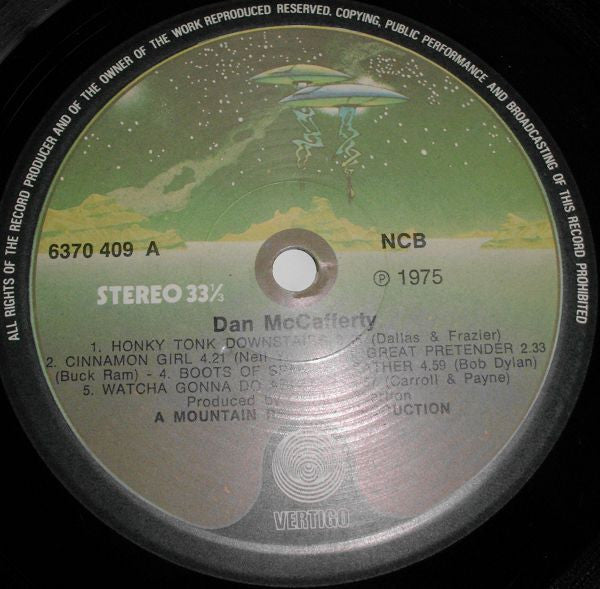 ALL RIGHTS OF THE RECORD PRODUCER AND OF THE OWNER OF THE WORK REPRODUCED RESERVED. COPYING, PUBLIC PERFORMANCE AND BROADCASTING OF THIS RECORD PROHIBITED
6370 409 A
NCB
Ⓟ 1975
STEREO 33⅓
Dan McCafferty
1. HONKY TONK DOWNSTAIRS (Dallas & Frazier)
2. CINNAMON GIRL 4.21 (Neil GREAT PRETENDER 2.33
(Buck Ram) - 4. BOOTS OF 4.59 (Bob Dylan)
5. WATCHA GONNA DO (Carroll & Payne)
Produced by
A MOUNTAIN
VERTIGO